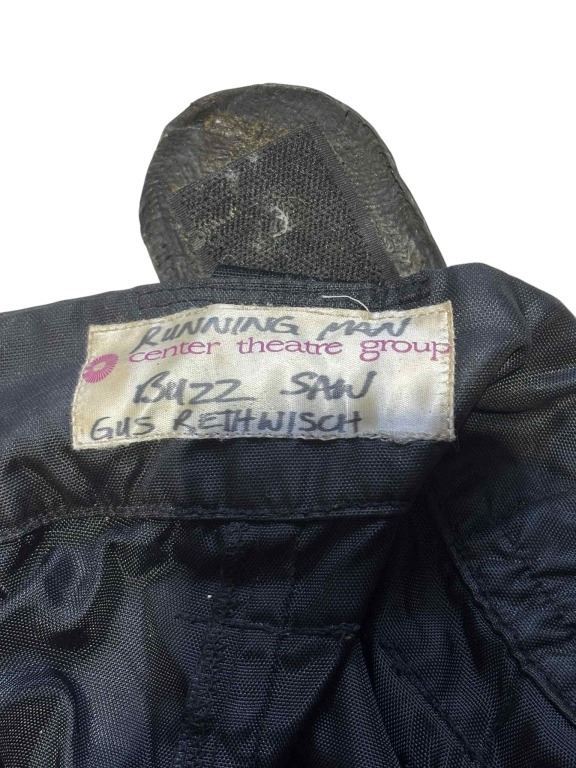 RUNNING MAN
center theatre group
BUZZ SAW
GUS RETHWISCH